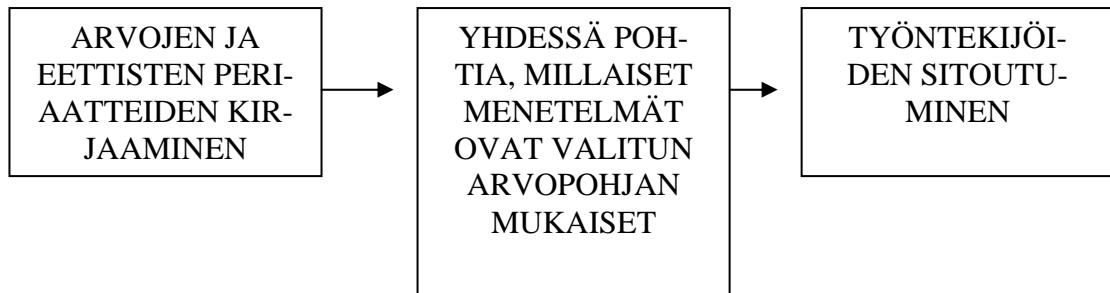 ARVOJEN JA
EETTISTEN PERI-
AATTEIDEN KIR-
JAAMINEN
YHDESSÄ POH-
TIA, MILLAISET
MENETELMÄT
OVAT VALITUN
ARVOPOHJAN
MUKAISET
TYÖNTEKIJÖI-
DEN SITOUTU-
MINEN